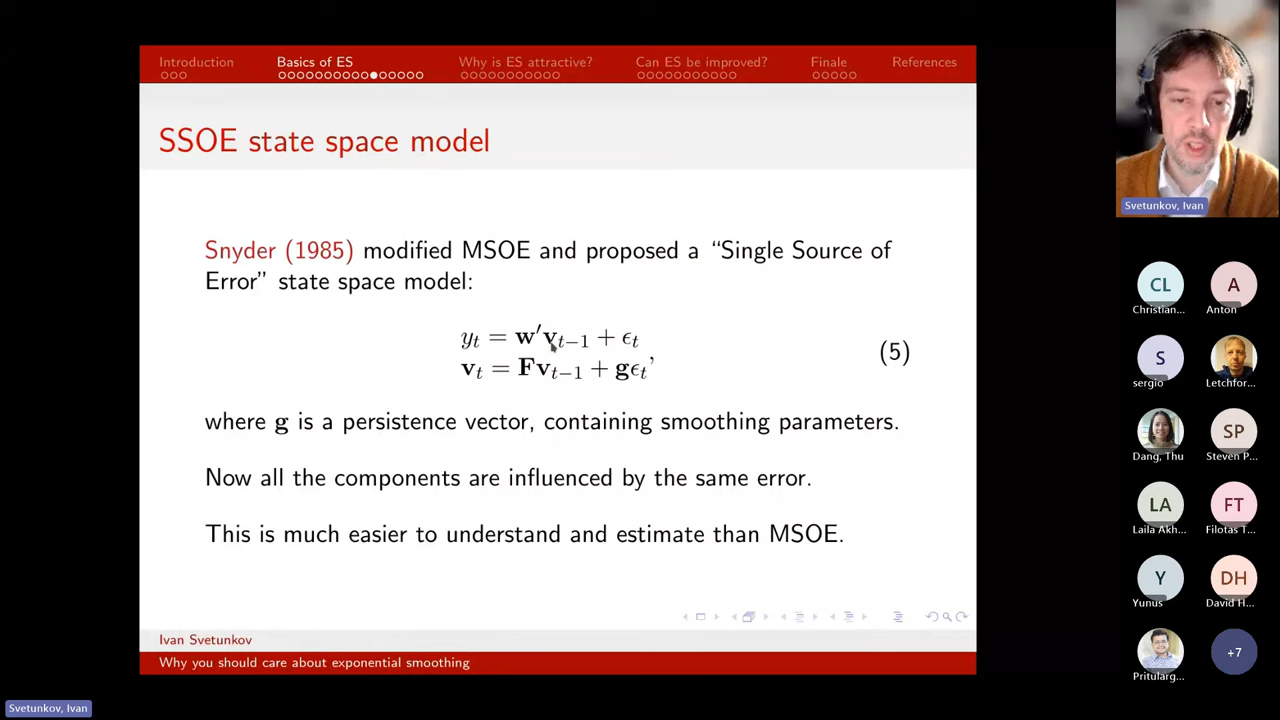 Introduction
Basics of ES
Why is ES attractive?
Can ES be improved?
Finale
References
SSOE state space model
Snyder (1985) modified MSOE and proposed a “Single Source of
Error” state space model:
y_t = w′v_{t−1} + ϵ_t
v_t = Fv_{t−1} + gϵ_t,
(5)
where g is a persistence vector, containing smoothing parameters.
Now all the components are influenced by the same error.
This is much easier to understand and estimate than MSOE.
Ivan Svetunkov
Why you should care about exponential smoothing
Svetunkov, Ivan
CL
Christian...
A
Anton
S
sergio
Letchfor...
Dang, Thu
SP
Steven P...
LA
Laila Akh...
FT
Filotas T...
Y
Yunus
DH
David H...
Pritularg...
+7
Svetunkov, Ivan